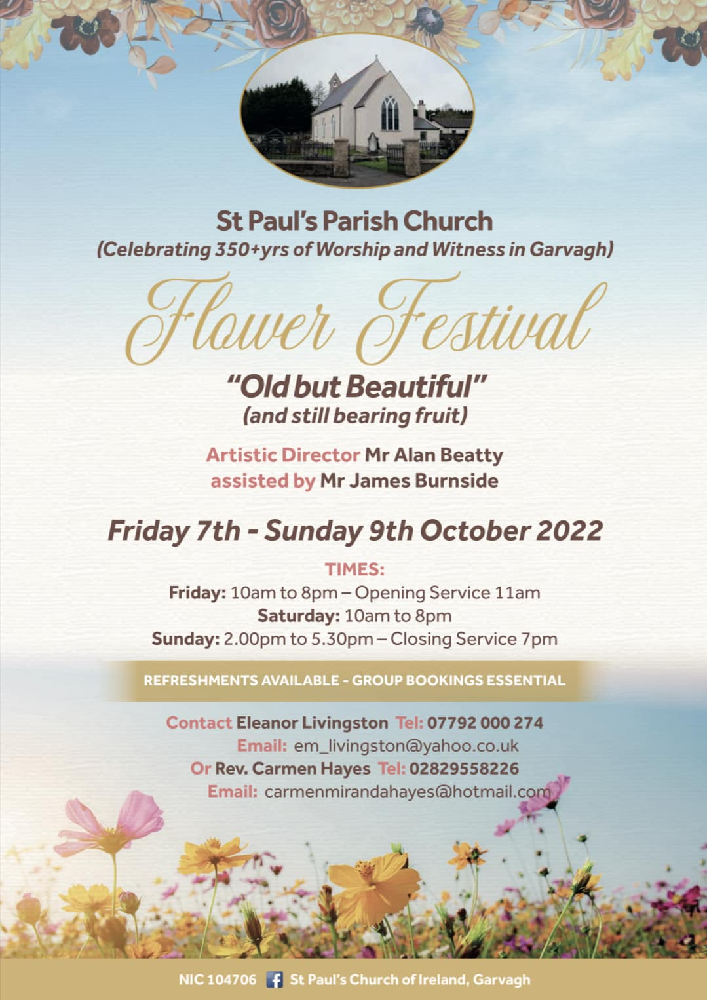 St Paul's Parish Church
(Celebrating 350+yrs of Worship and Witness in Garvagh)
Flower Festival
“Old but Beautiful”
(and still bearing fruit)
Artistic Director Mr Alan Beatty
assisted by Mr James Burnside
Friday 7th - Sunday 9th October 2022
TIMES:
Friday: 10am to 8pm – Opening Service 11am
Saturday: 10am to 8pm
Sunday: 2.00pm to 5.30pm – Closing Service 7pm
REFRESHMENTS AVAILABLE - GROUP BOOKINGS ESSENTIAL
Contact Eleanor Livingston Tel: 07792 000 274
Email: em_livingston@yahoo.co.uk
Or Rev. Carmen Hayes Tel: 02829558226
Email: carmenmirandahayes@hotmail.com
NIC 104706 f St Paul's Church of Ireland, Garvagh